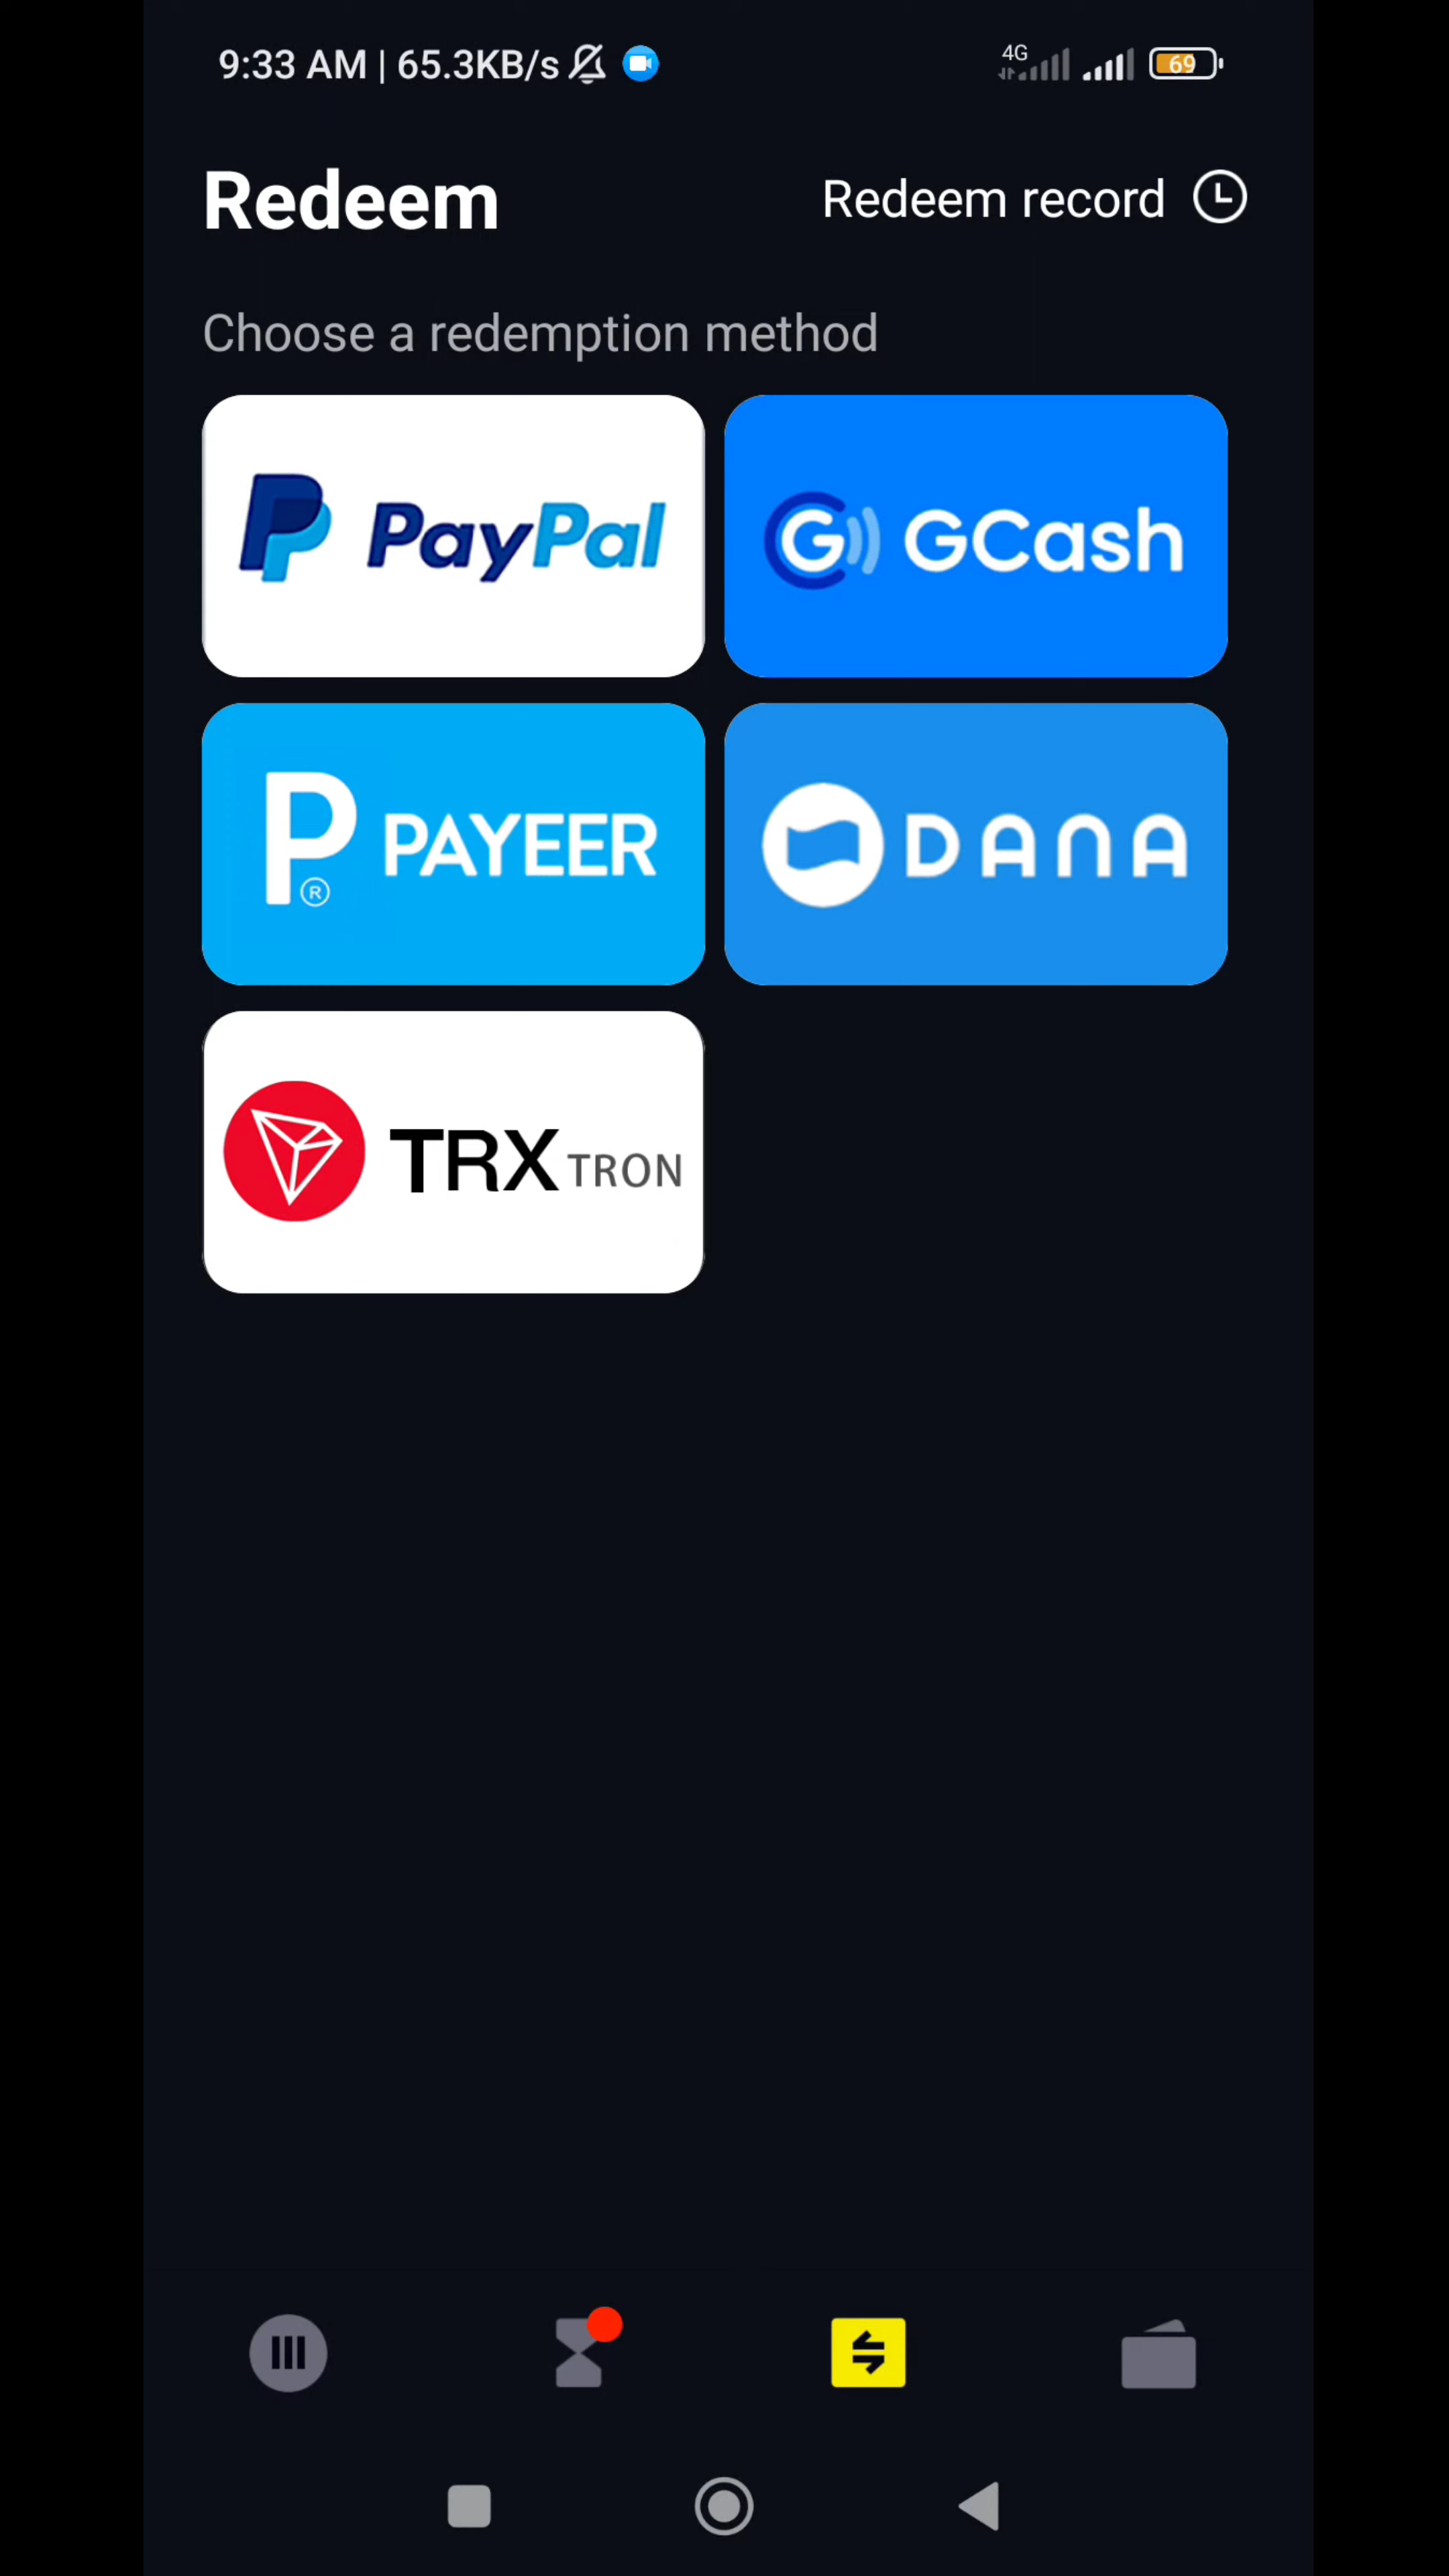 9:33 AM | 65.3KB/s
4G
69
Redeem
Redeem record
Choose a redemption method
PayPal
G GCash
P® PAYEER
DANA
TRX TRON